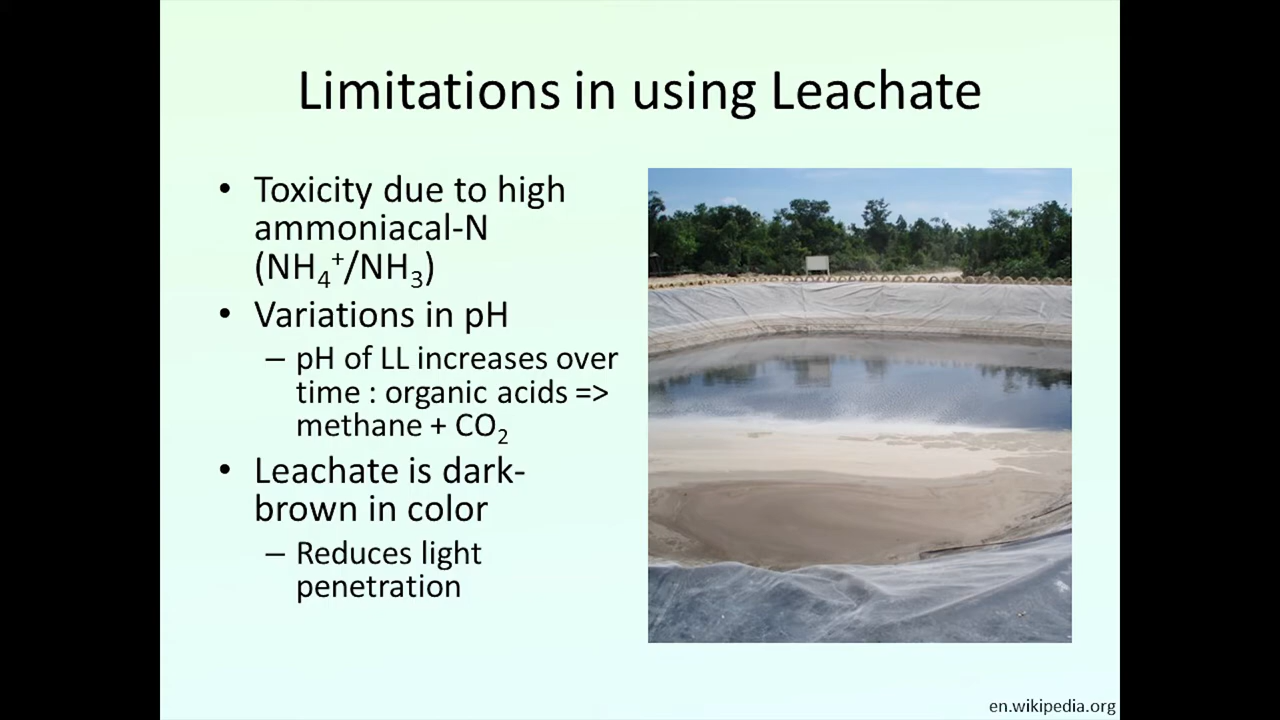 Limitations in using Leachate
• Toxicity due to high
ammoniacal-N
(NH₄⁺/NH₃)
• Variations in pH
– pH of LL increases over
time : organic acids =>
methane + CO₂
• Leachate is dark-
brown in color
– Reduces light
penetration
en.wikipedia.org